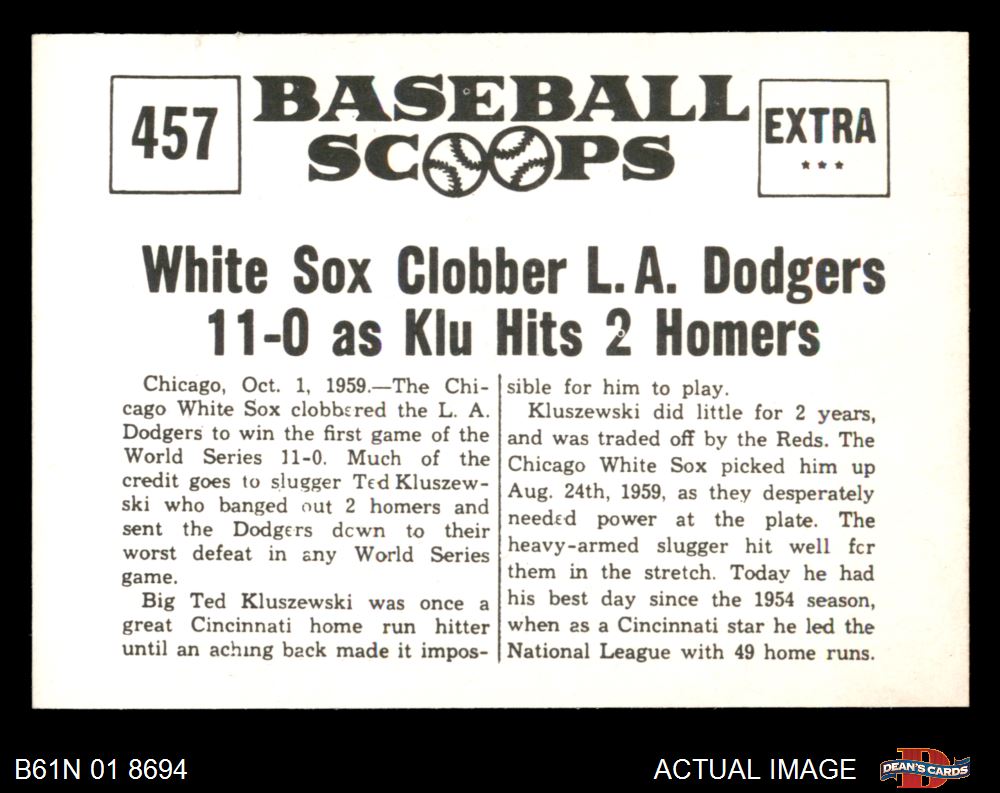 457
BASEBALL
SCOOPS
EXTRA
***
White Sox Clobber L.A. Dodgers
11-0 as Klu Hits 2 Homers
Chicago, Oct. 1, 1959.—The Chi-
cago White Sox clobbered the L. A.
Dodgers to win the first game of the
World Series 11-0. Much of the
credit goes to slugger Ted Kluszew-
ski who banged out 2 homers and
sent the Dodgers down to their
worst defeat in any World Series
game.
Big Ted Kluszewski was once a
great Cincinnati home run hitter
until an aching back made it impos-
sible for him to play.
Kluszewski did little for 2 years,
and was traded off by the Reds. The
Chicago White Sox picked him up
Aug. 24th, 1959, as they desperately
needed power at the plate. The
heavy-armed slugger hit well for
them in the stretch. Today he had
his best day since the 1954 season,
when as a Cincinnati star he led the
National League with 49 home runs.
B61N 01 8694
ACTUAL IMAGE
D
DEAN'S CARDS